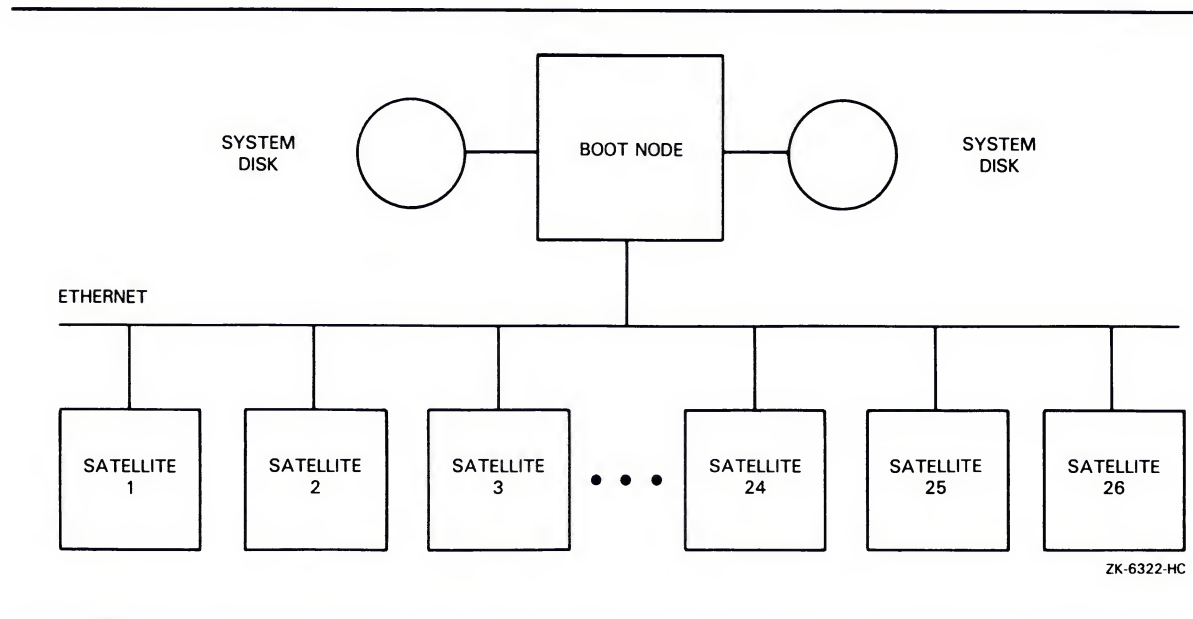 SYSTEM
DISK
BOOT NODE
SYSTEM
DISK
ETHERNET
SATELLITE
1
SATELLITE
2
SATELLITE
3
SATELLITE
24
SATELLITE
25
SATELLITE
26
ZK-6322-HC